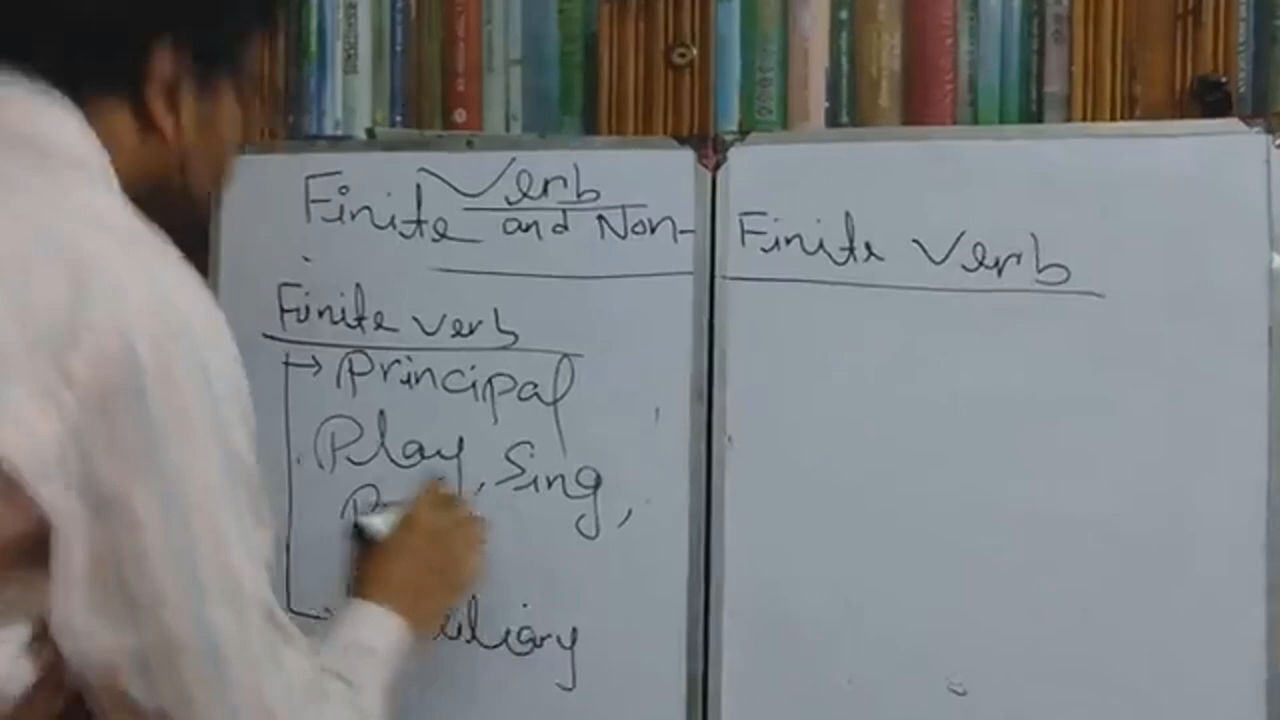 Verb
Finite and Non-Finite Verb
Finite verb
Principal
Play, Sing,